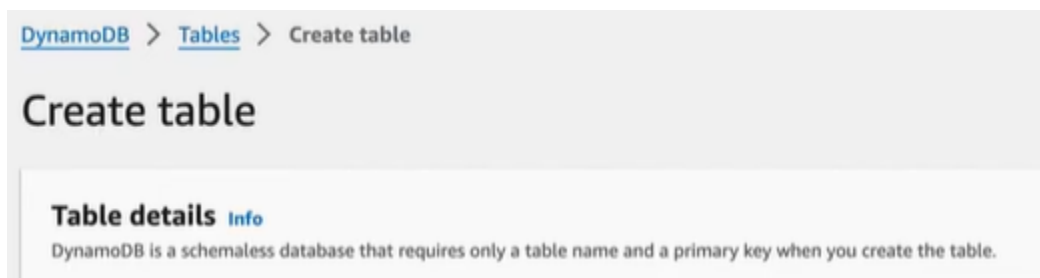 DynamoDB > Tables > Create table
Create table
Table details Info
DynamoDB is a schemaless database that requires only a table name and a primary key when you create the table.